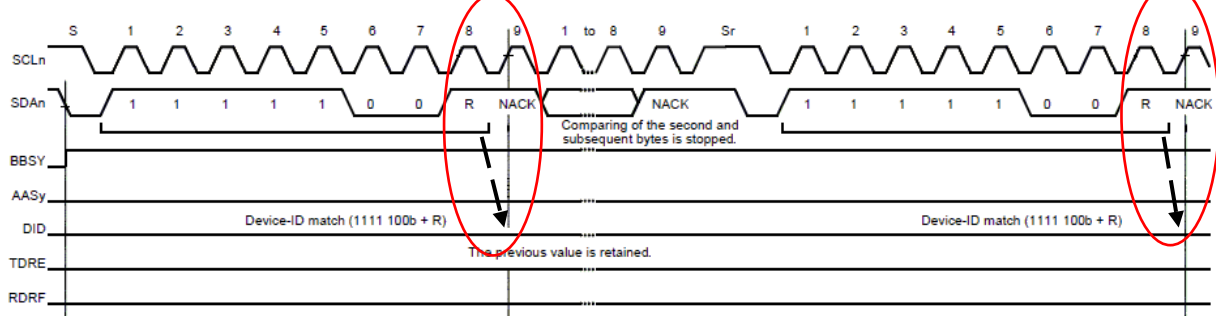 S 1 2 3 4 5 6 7 8 9 1 to 8 9 Sr 1 2 3 4 5 6 7 8 9
SCLn
SDAn 1 1 1 1 1 0 0 R NACK NACK 1 1 1 1 1 0 0 R NACK
Comparing of the second and
subsequent bytes is stopped.
BBSY
AASy
Device-ID match (1111 100b + R) Device-ID match (1111 100b + R)
DID
The previous value is retained.
TDRE
RDRF